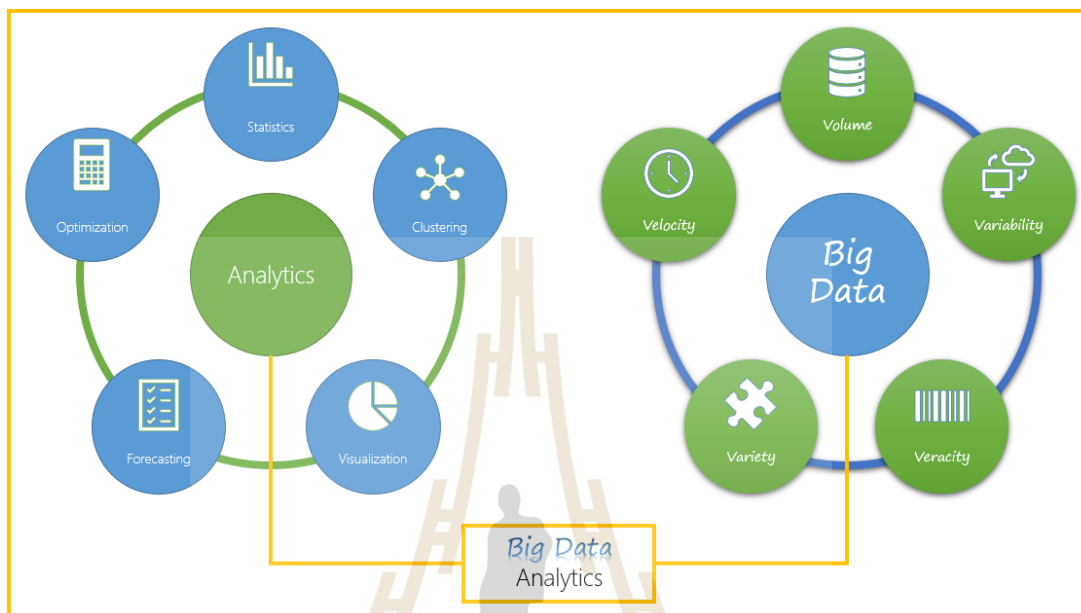 Statistics
Optimization
Clustering
Analytics
Forecasting
Visualization
Volume
Velocity
Variability
Big
Data
Variety
Veracity
Big Data
Analytics